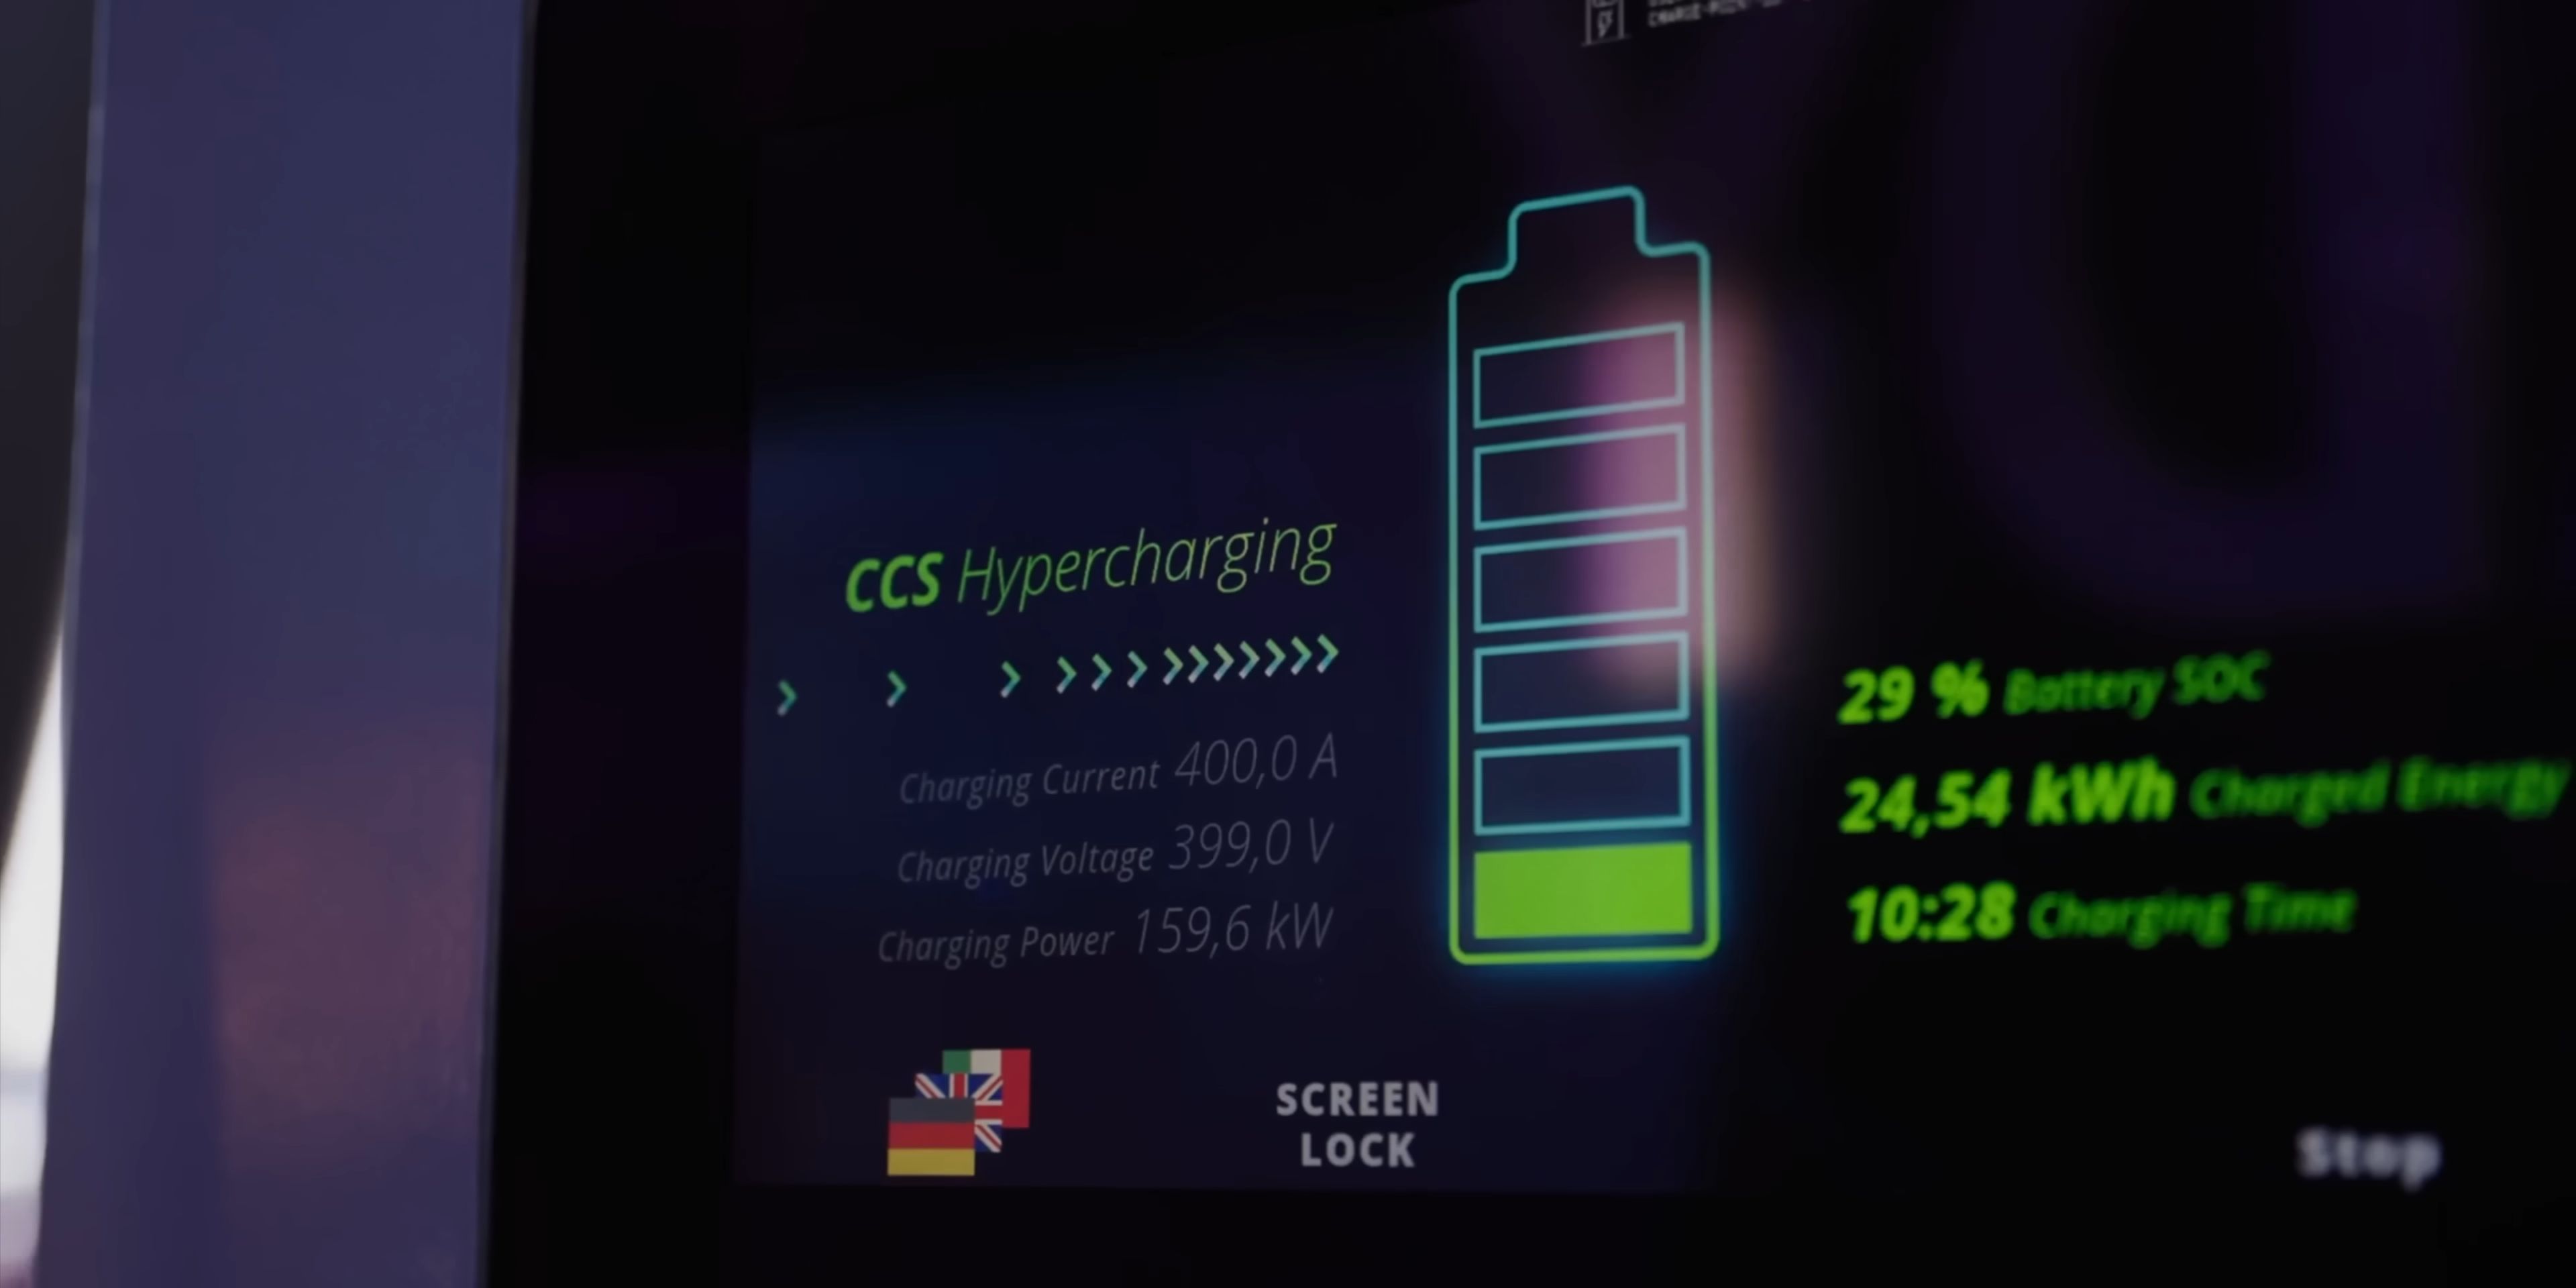 CCS Hypercharging
Charging Current 400,0 A
Charging Voltage 399,0 V
Charging Power 159,6 kW
29 % Battery SOC
24,54 kWh Charged Energy
10:28 Charging Time
SCREEN
LOCK
Stop